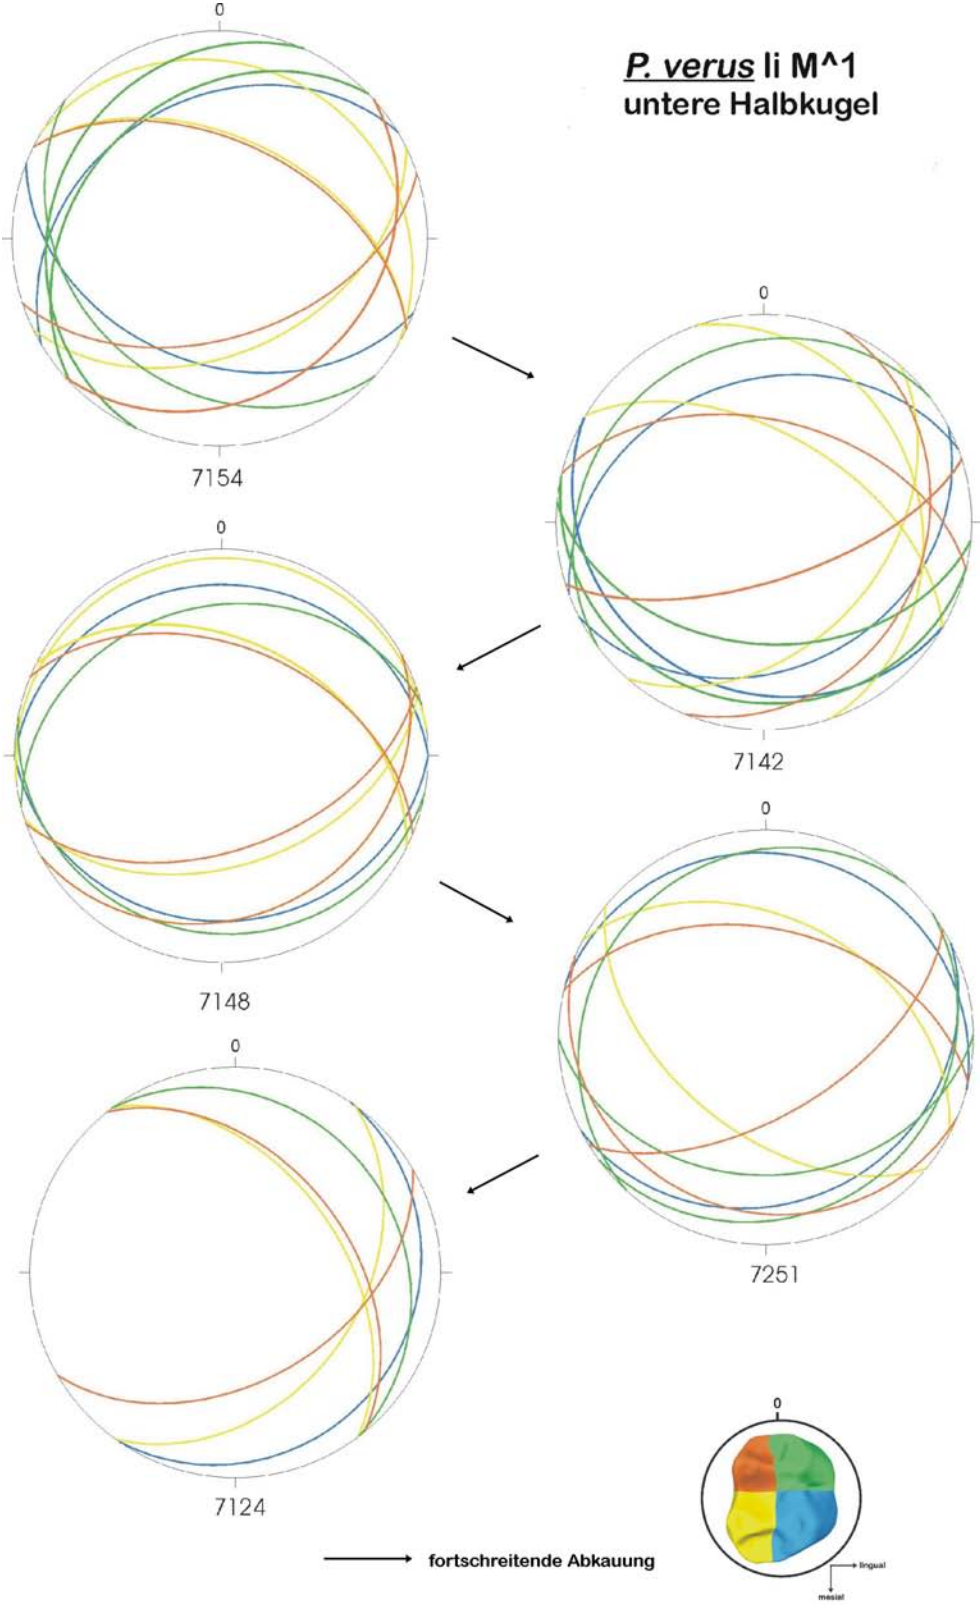 P. verus li M^1
untere Halbkugel
0
7154
0
7142
0
7148
0
7251
0
7124
0
lingual
mesial
fortschreitende Abkauung